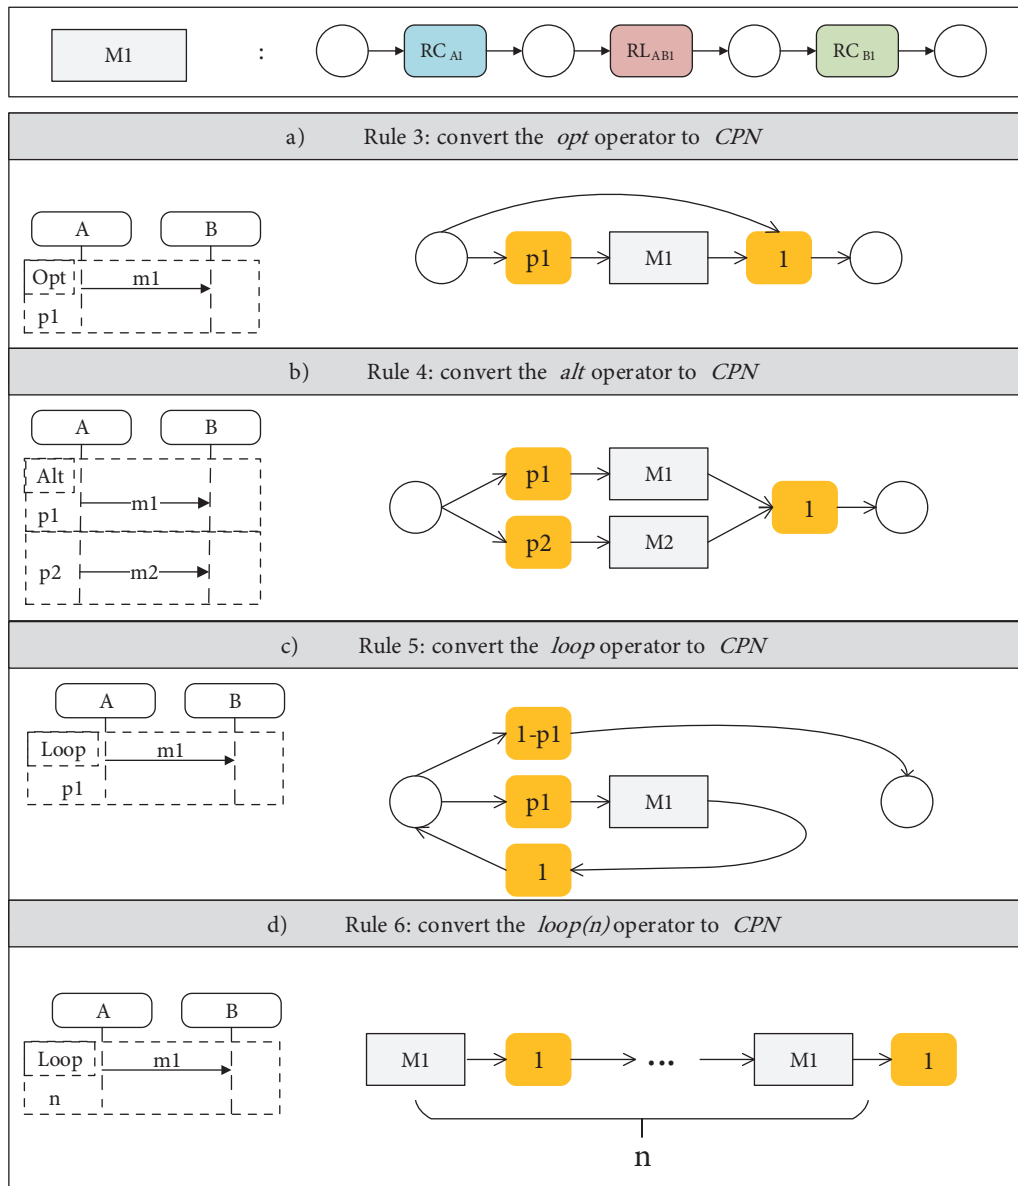 M1 : RC A1 RL AB1 RC B1
a) Rule 3: convert the opt operator to CPN
A B
Opt m1
p1
p1 M1 1
b) Rule 4: convert the alt operator to CPN
A B
Alt
p1 m1
p2 m2
p1 M1
1
p2 M2
c) Rule 5: convert the loop operator to CPN
A B
Loop m1
p1
1-p1
p1 M1
1
d) Rule 6: convert the loop(n) operator to CPN
A B
Loop m1
n
M1 1 ... M1 1
n